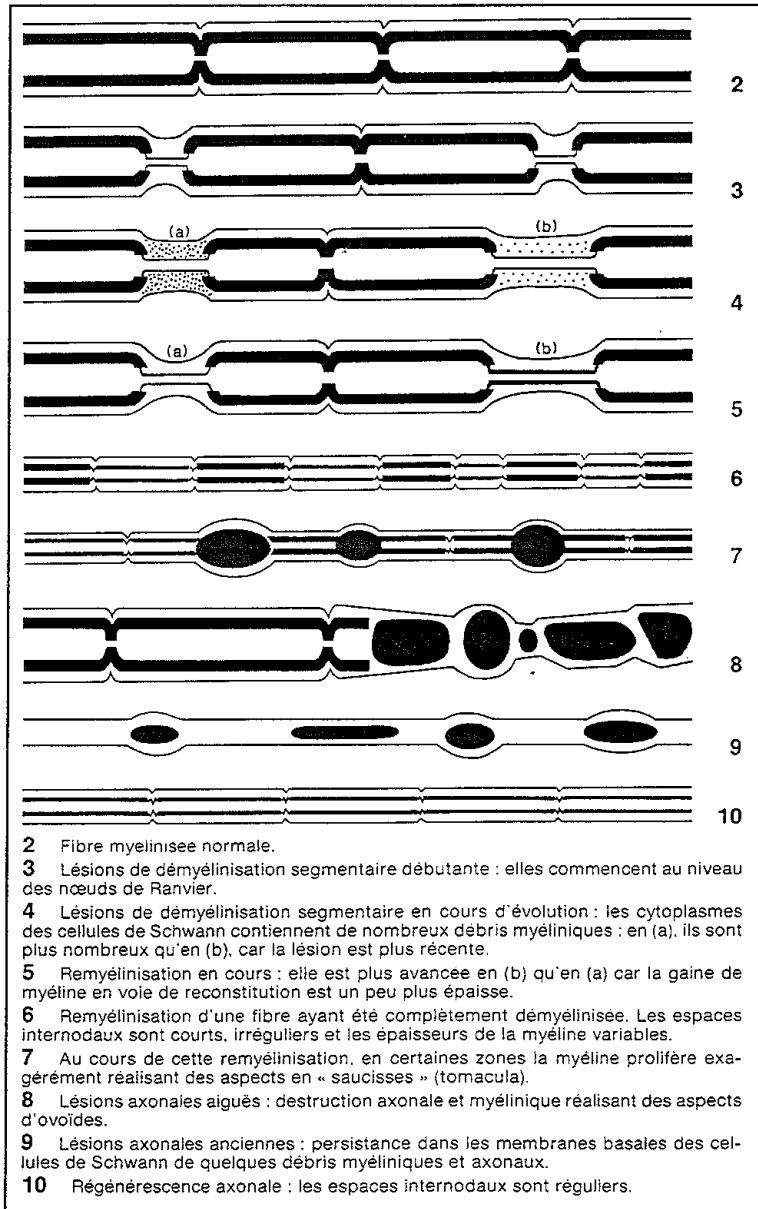 2
3
(a) (b)
4
(a) (b)
5
6
7
8
9
10
2 Fibre myelinisee normale.
3 Lésions de démyélinisation segmentaire débutante : elles commencent au niveau
des nœuds de Ranvier.
4 Lésions de démyélinisation segmentaire en cours d'évolution : les cytoplasmes
des cellules de Schwann contiennent de nombreux débris myéliniques : en (a), ils sont
plus nombreux qu'en (b), car la lésion est plus récente.
5 Remyélinisation en cours : elle est plus avancée en (b) qu'en (a) car la gaine de
myéline en voie de reconstitution est un peu plus épaisse.
6 Remyélinisation d'une fibre ayant été complètement démyélinisée. Les espaces
internodaux sont courts, irréguliers et les épaisseurs de la myéline variables.
7 Au cours de cette remyélinisation, en certaines zones la myéline prolifère exa-
gérément réalisant des aspects en « saucisses » (tomacula).
8 Lésions axonales aiguës : destruction axonale et myélinique réalisant des aspects
d'ovoïdes.
9 Lésions axonales anciennes : persistance dans les membranes basales des cel-
lules de Schwann de quelques débris myéliniques et axonaux.
10 Régénérescence axonale : les espaces internodaux sont réguliers.